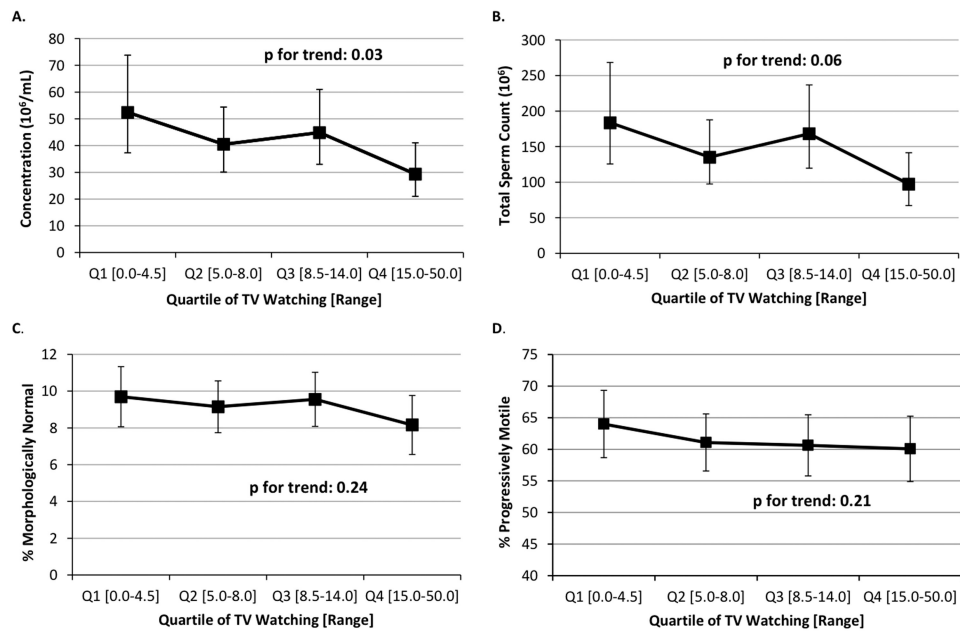 A.
Concentration (10⁶/mL)
80
70
60
50
40
30
20
10
0
p for trend: 0.03
Q1 [0.0-4.5] Q2 [5.0-8.0] Q3 [8.5-14.0] Q4 [15.0-50.0]
Quartile of TV Watching [Range]
B.
Total Sperm Count (10⁶)
300
250
200
150
100
50
0
p for trend: 0.06
Q1 [0.0-4.5] Q2 [5.0-8.0] Q3 [8.5-14.0] Q4 [15.0-50.0]
Quartile of TV Watching [Range]
C.
% Morphologically Normal
12
10
8
6
4
2
0
p for trend: 0.24
Q1 [0.0-4.5] Q2 [5.0-8.0] Q3 [8.5-14.0] Q4 [15.0-50.0]
Quartile of TV Watching [Range]
D.
% Progressively Motile
75
70
65
60
55
50
45
40
p for trend: 0.21
Q1 [0.0-4.5] Q2 [5.0-8.0] Q3 [8.5-14.0] Q4 [15.0-50.0]
Quartile of TV Watching [Range]